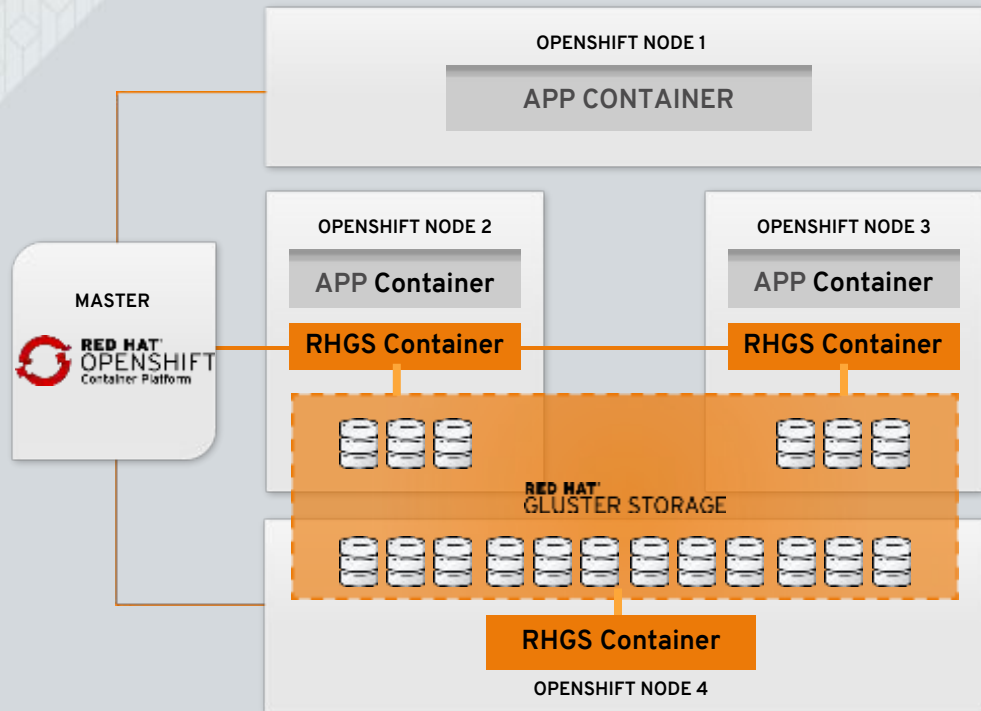 OPENSHIFT NODE 1
APP CONTAINER
OPENSHIFT NODE 2
APP Container
RHGS Container
OPENSHIFT NODE 3
APP Container
RHGS Container
MASTER
RED HAT®
OPENSHIFT
Container Platform
RED HAT®
GLUSTER STORAGE
RHGS Container
OPENSHIFT NODE 4